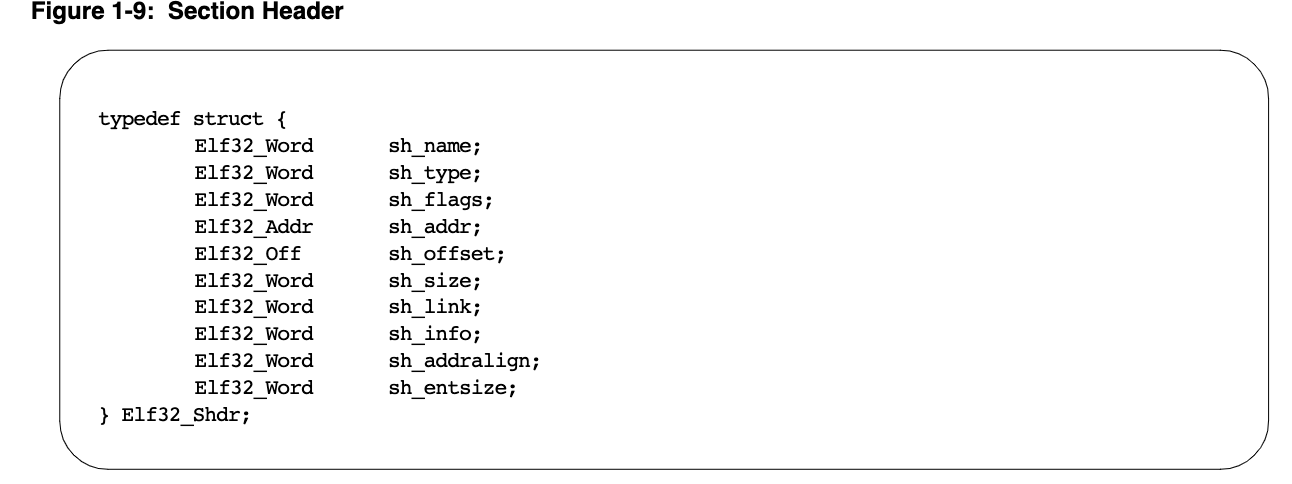 Figure 1-9: Section Header
typedef struct {
Elf32_Word sh_name;
Elf32_Word sh_type;
Elf32_Word sh_flags;
Elf32_Addr sh_addr;
Elf32_Off sh_offset;
Elf32_Word sh_size;
Elf32_Word sh_link;
Elf32_Word sh_info;
Elf32_Word sh_addralign;
Elf32_Word sh_entsize;
} Elf32_Shdr;